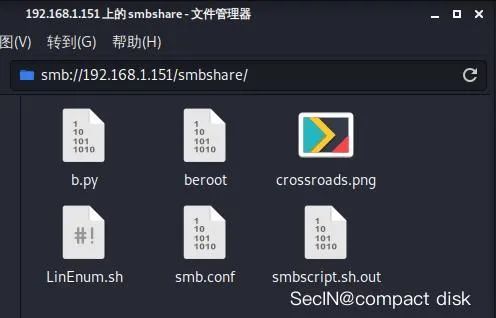 192.168.1.151 上的 smbshare - 文件管理器
图(V) 转到(G) 帮助(H)
smb://192.168.1.151/smbshare/
1 10 101 1010
1 10 101 1010
b.py beroot crossroads.png
#!
1 10 101 1010
1 10 101 1010
LinEnum.sh smb.conf smbscript.sh.out
SecIN@compact disk